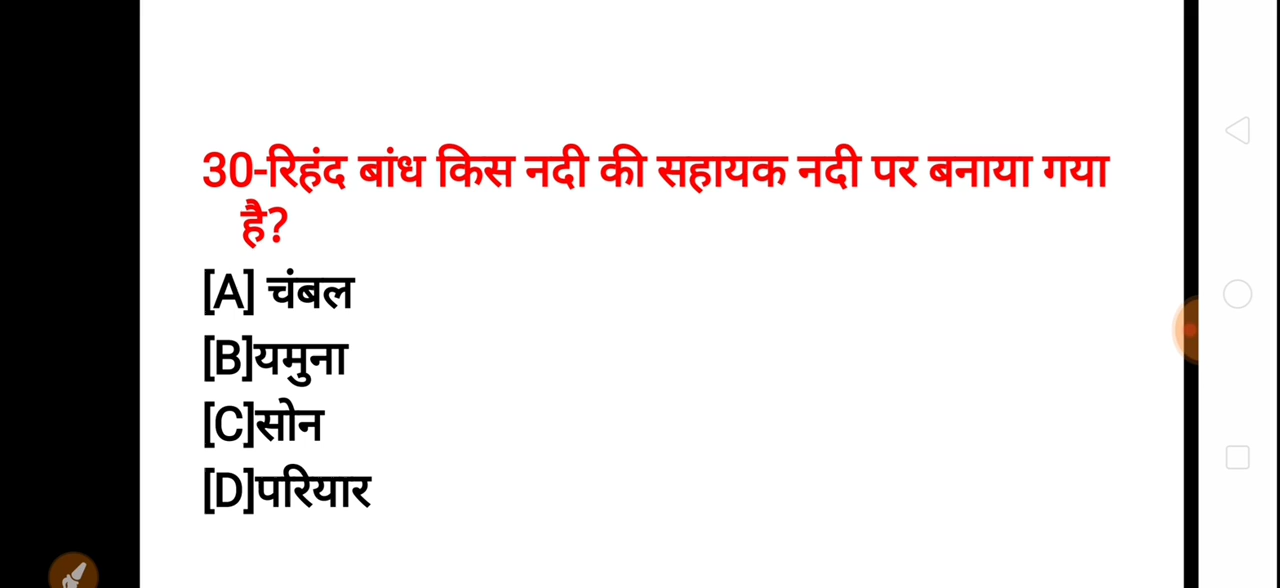 30-रिहंद बांध किस नदी की सहायक नदी पर बनाया गया
है?
[A] चंबल
[B]यमुना
[C]सोन
[D]परियार